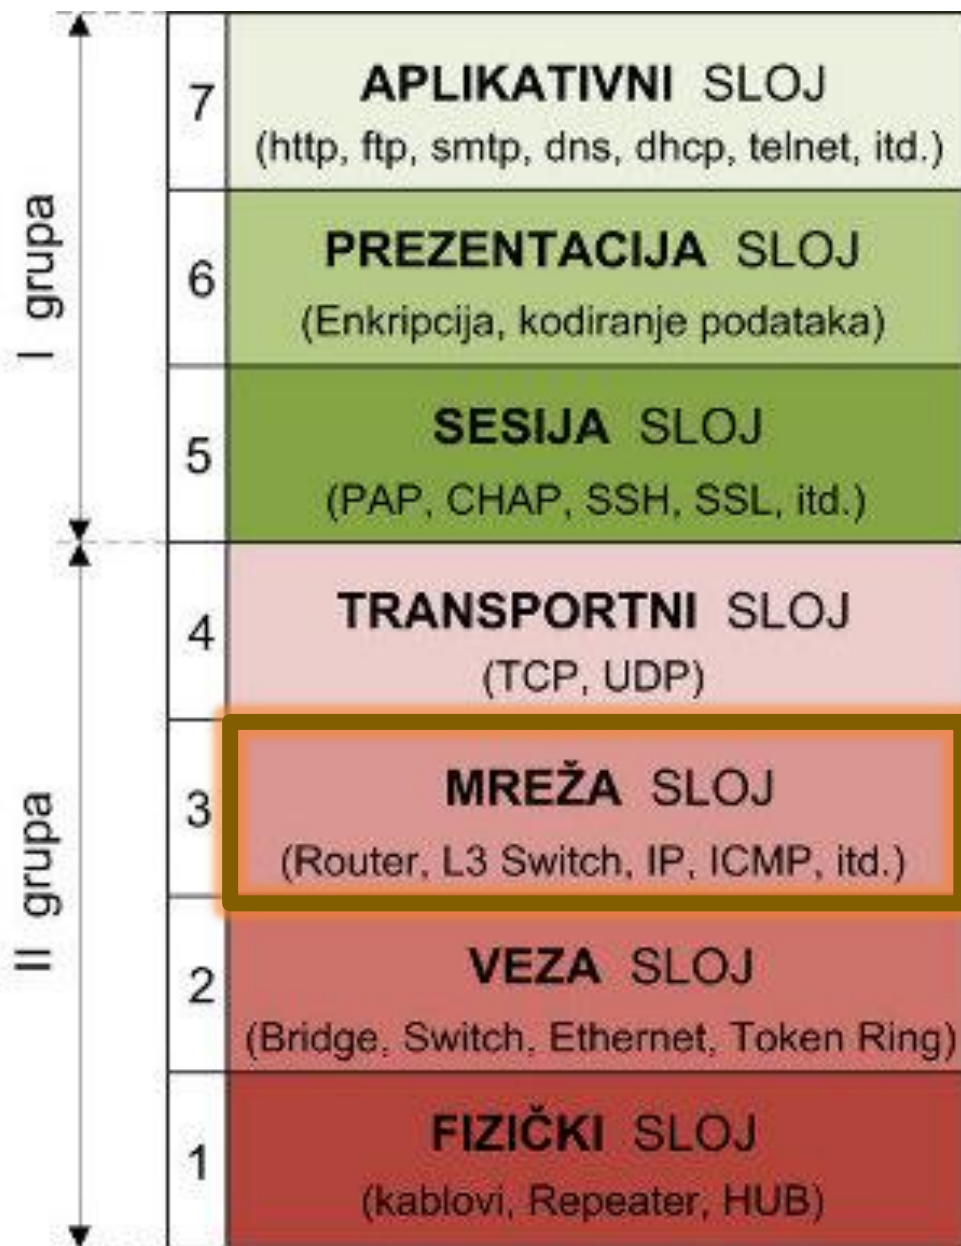 I grupa
7
APLIKATIVNI SLOJ
(http, ftp, smtp, dns, dhcp, telnet, itd.)
6
PREZENTACIJA SLOJ
(Enkripcija, kodiranje podataka)
5
SESIJA SLOJ
(PAP, CHAP, SSH, SSL, itd.)
II grupa
4
TRANSPORTNI SLOJ
(TCP, UDP)
3
MREŽA SLOJ
(Router, L3 Switch, IP, ICMP, itd.)
2
VEZA SLOJ
(Bridge, Switch, Ethernet, Token Ring)
1
FIZIČKI SLOJ
(kablovi, Repeater, HUB)